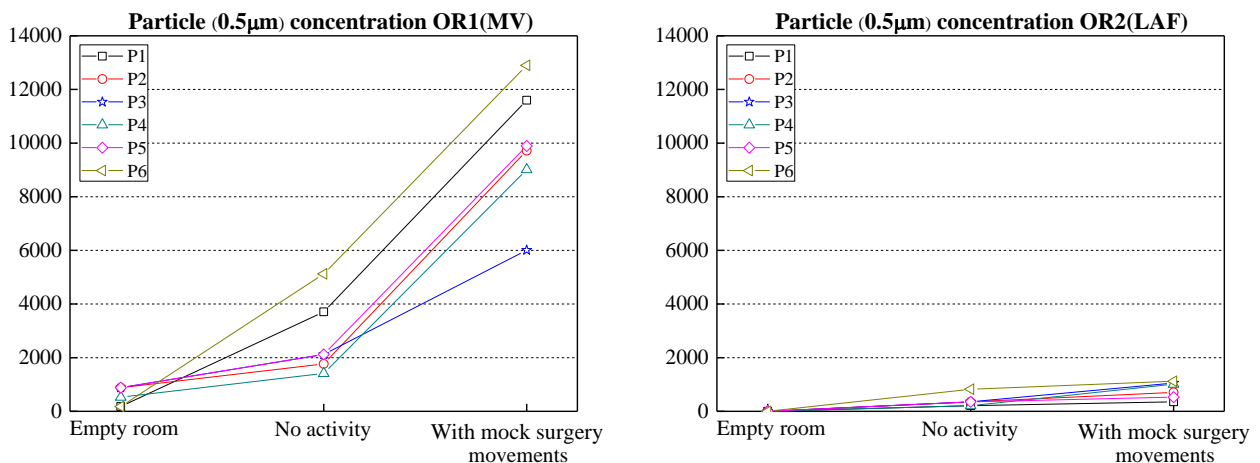 Particle (0.5μm) concentration OR1(MV)
14000
12000
10000
8000
6000
4000
2000
0
P1
P2
P3
P4
P5
P6
Empty room
No activity
With mock surgery
movements
Particle (0.5μm) concentration OR2(LAF)
14000
12000
10000
8000
6000
4000
2000
0
P1
P2
P3
P4
P5
P6
Empty room
No activity
With mock surgery
movements